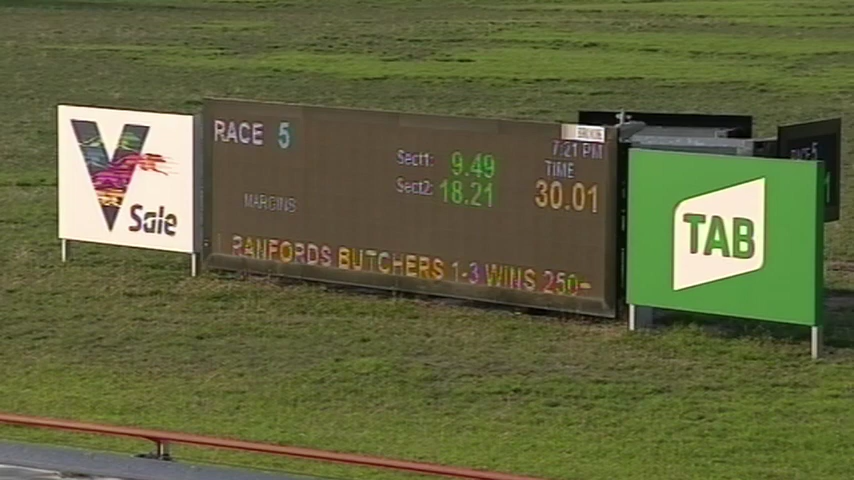 V
Sale
RACE 5
7:21 PM
Sect1: 9.49
TIME
Sect2: 18.21
30.01
MARGINS
RANFORDS BUTCHERS 1-3 WINS 250-
TAB